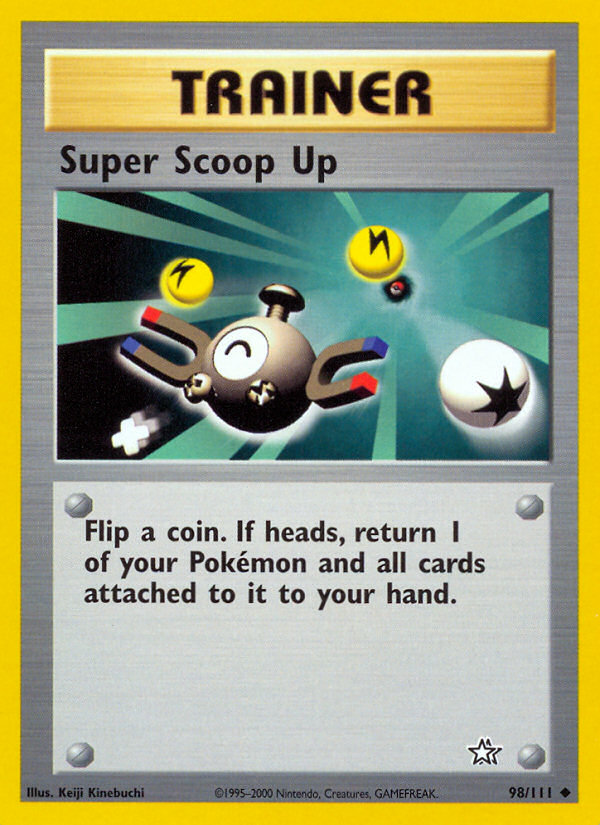 TRAINER
Super Scoop Up
Flip a coin. If heads, return 1
of your Pokémon and all cards
attached to it to your hand.
Illus. Keiji Kinebuchi
©1995–2000 Nintendo, Creatures, GAMEFREAK.
98/111